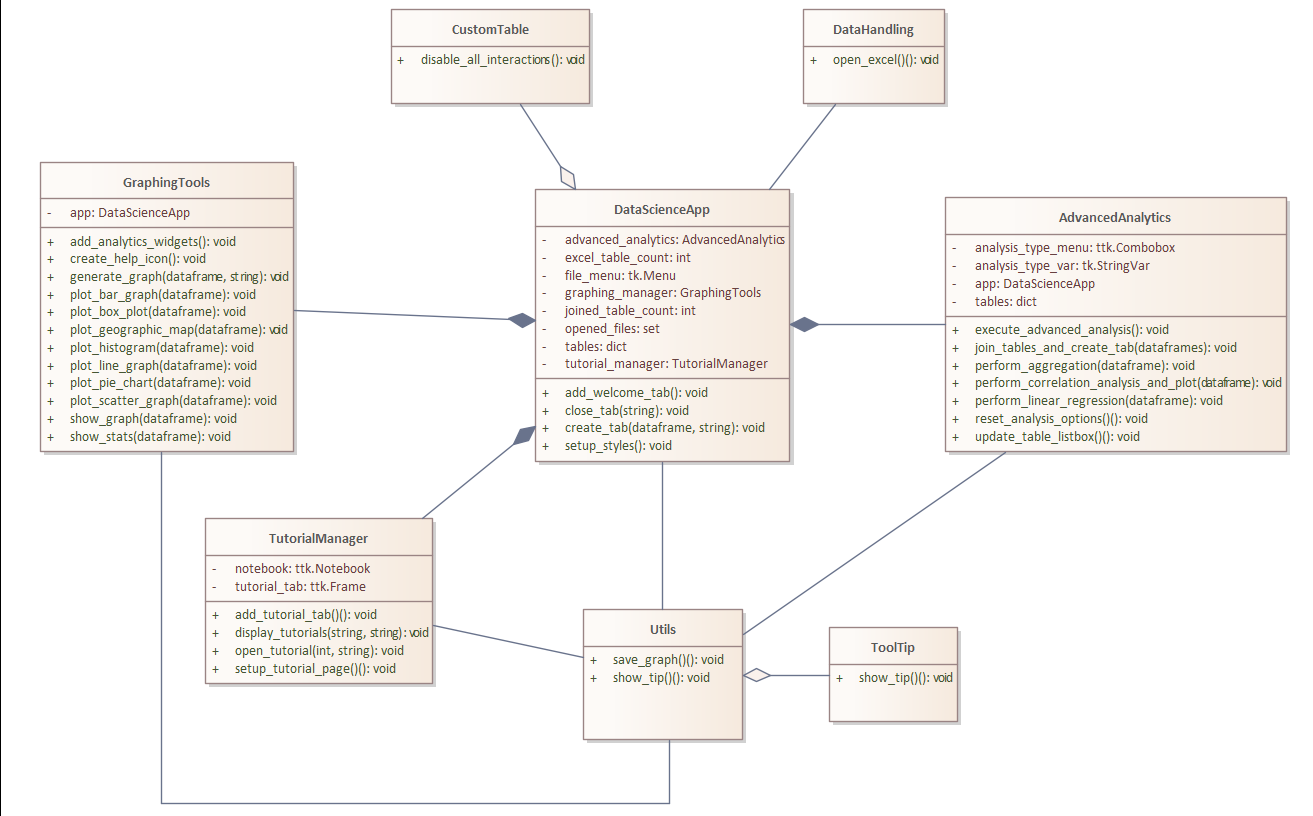 CustomTable
+ disable_all_interactions(): void
DataHandling
+ open_excel()(): void
GraphingTools
- app: DataScienceApp
+ add_analytics_widgets(): void
+ create_help_icon(): void
+ generate_graph(dataframe, string): void
+ plot_bar_graph(dataframe): void
+ plot_box_plot(dataframe): void
+ plot_geographic_map(dataframe): void
+ plot_histogram(dataframe): void
+ plot_line_graph(dataframe): void
+ plot_pie_chart(dataframe): void
+ plot_scatter_graph(dataframe): void
+ show_graph(dataframe): void
+ show_stats(dataframe): void
DataScienceApp
- advanced_analytics: AdvancedAnalytics
- excel_table_count: int
- file_menu: tk.Menu
- graphing_manager: GraphingTools
- joined_table_count: int
- opened_files: set
- tables: dict
- tutorial_manager: TutorialManager
+ add_welcome_tab(): void
+ close_tab(string): void
+ create_tab(dataframe, string): void
+ setup_styles(): void
AdvancedAnalytics
- analysis_type_menu: ttk.Combobox
- analysis_type_var: tk.StringVar
- app: DataScienceApp
- tables: dict
+ execute_advanced_analysis(): void
+ join_tables_and_create_tab(dataframes): void
+ perform_aggregation(dataframe): void
+ perform_correlation_analysis_and_plot(dataframe): void
+ perform_linear_regression(dataframe): void
+ reset_analysis_options()(): void
+ update_table_listbox()(): void
TutorialManager
- notebook: ttk.Notebook
- tutorial_tab: ttk.Frame
+ add_tutorial_tab()(): void
+ display_tutorials(string, string): void
+ open_tutorial(int, string): void
+ setup_tutorial_page()(): void
Utils
+ save_graph()(): void
+ show_tip()(): void
ToolTip
+ show_tip()(): void